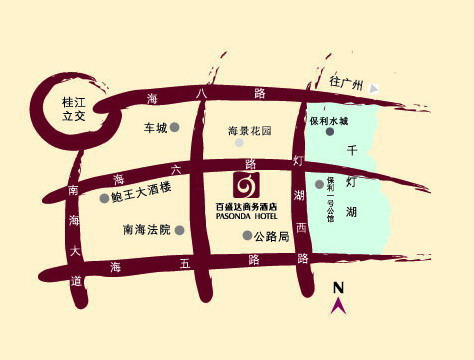 往广州
桂江
立交
海八路
保利水城
车城
海景花园
千灯湖
海六路
灯湖西路
南海大道
鲍王大酒楼
保利一号公馆
百盛达商务酒店
PASONDA HOTEL
南海法院
公路局
海五路
N